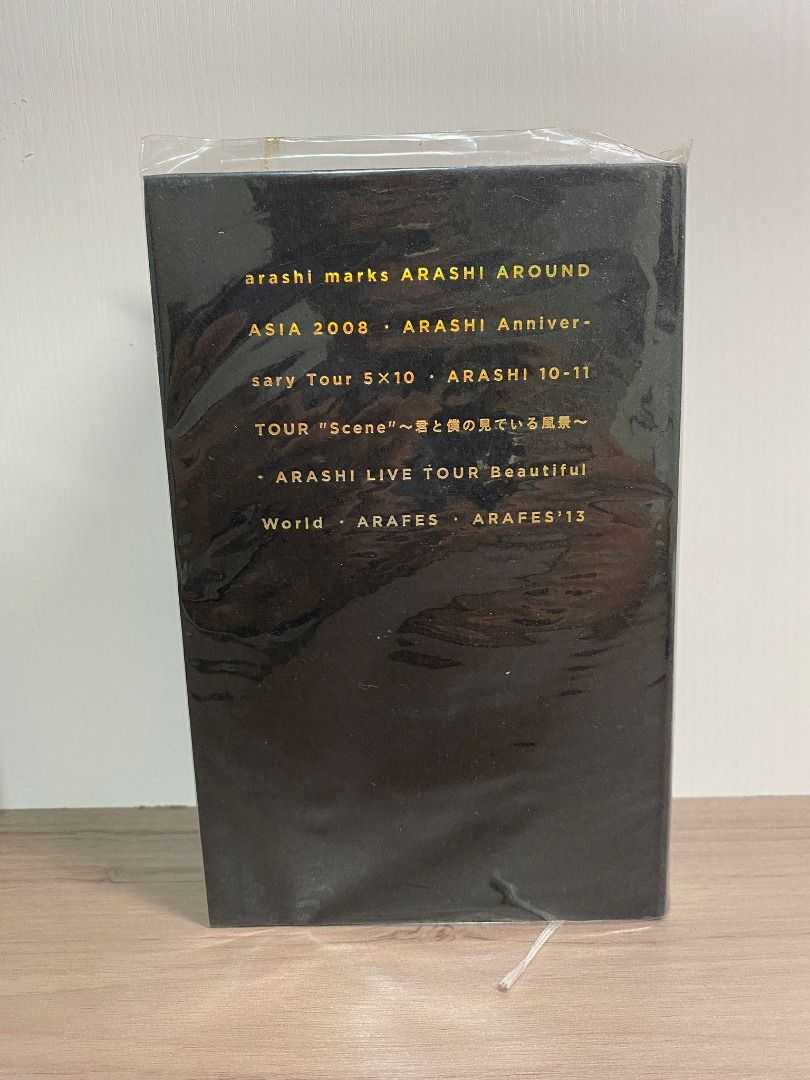 arashi marks ARASHI AROUND
ASIA 2008 · ARASHI Anniver-
sary Tour 5×10 · ARASHI 10-11
TOUR "Scene"～君と僕の見ている風景～
· ARASHI LIVE TOUR Beautiful
World · ARAFES · ARAFES'13